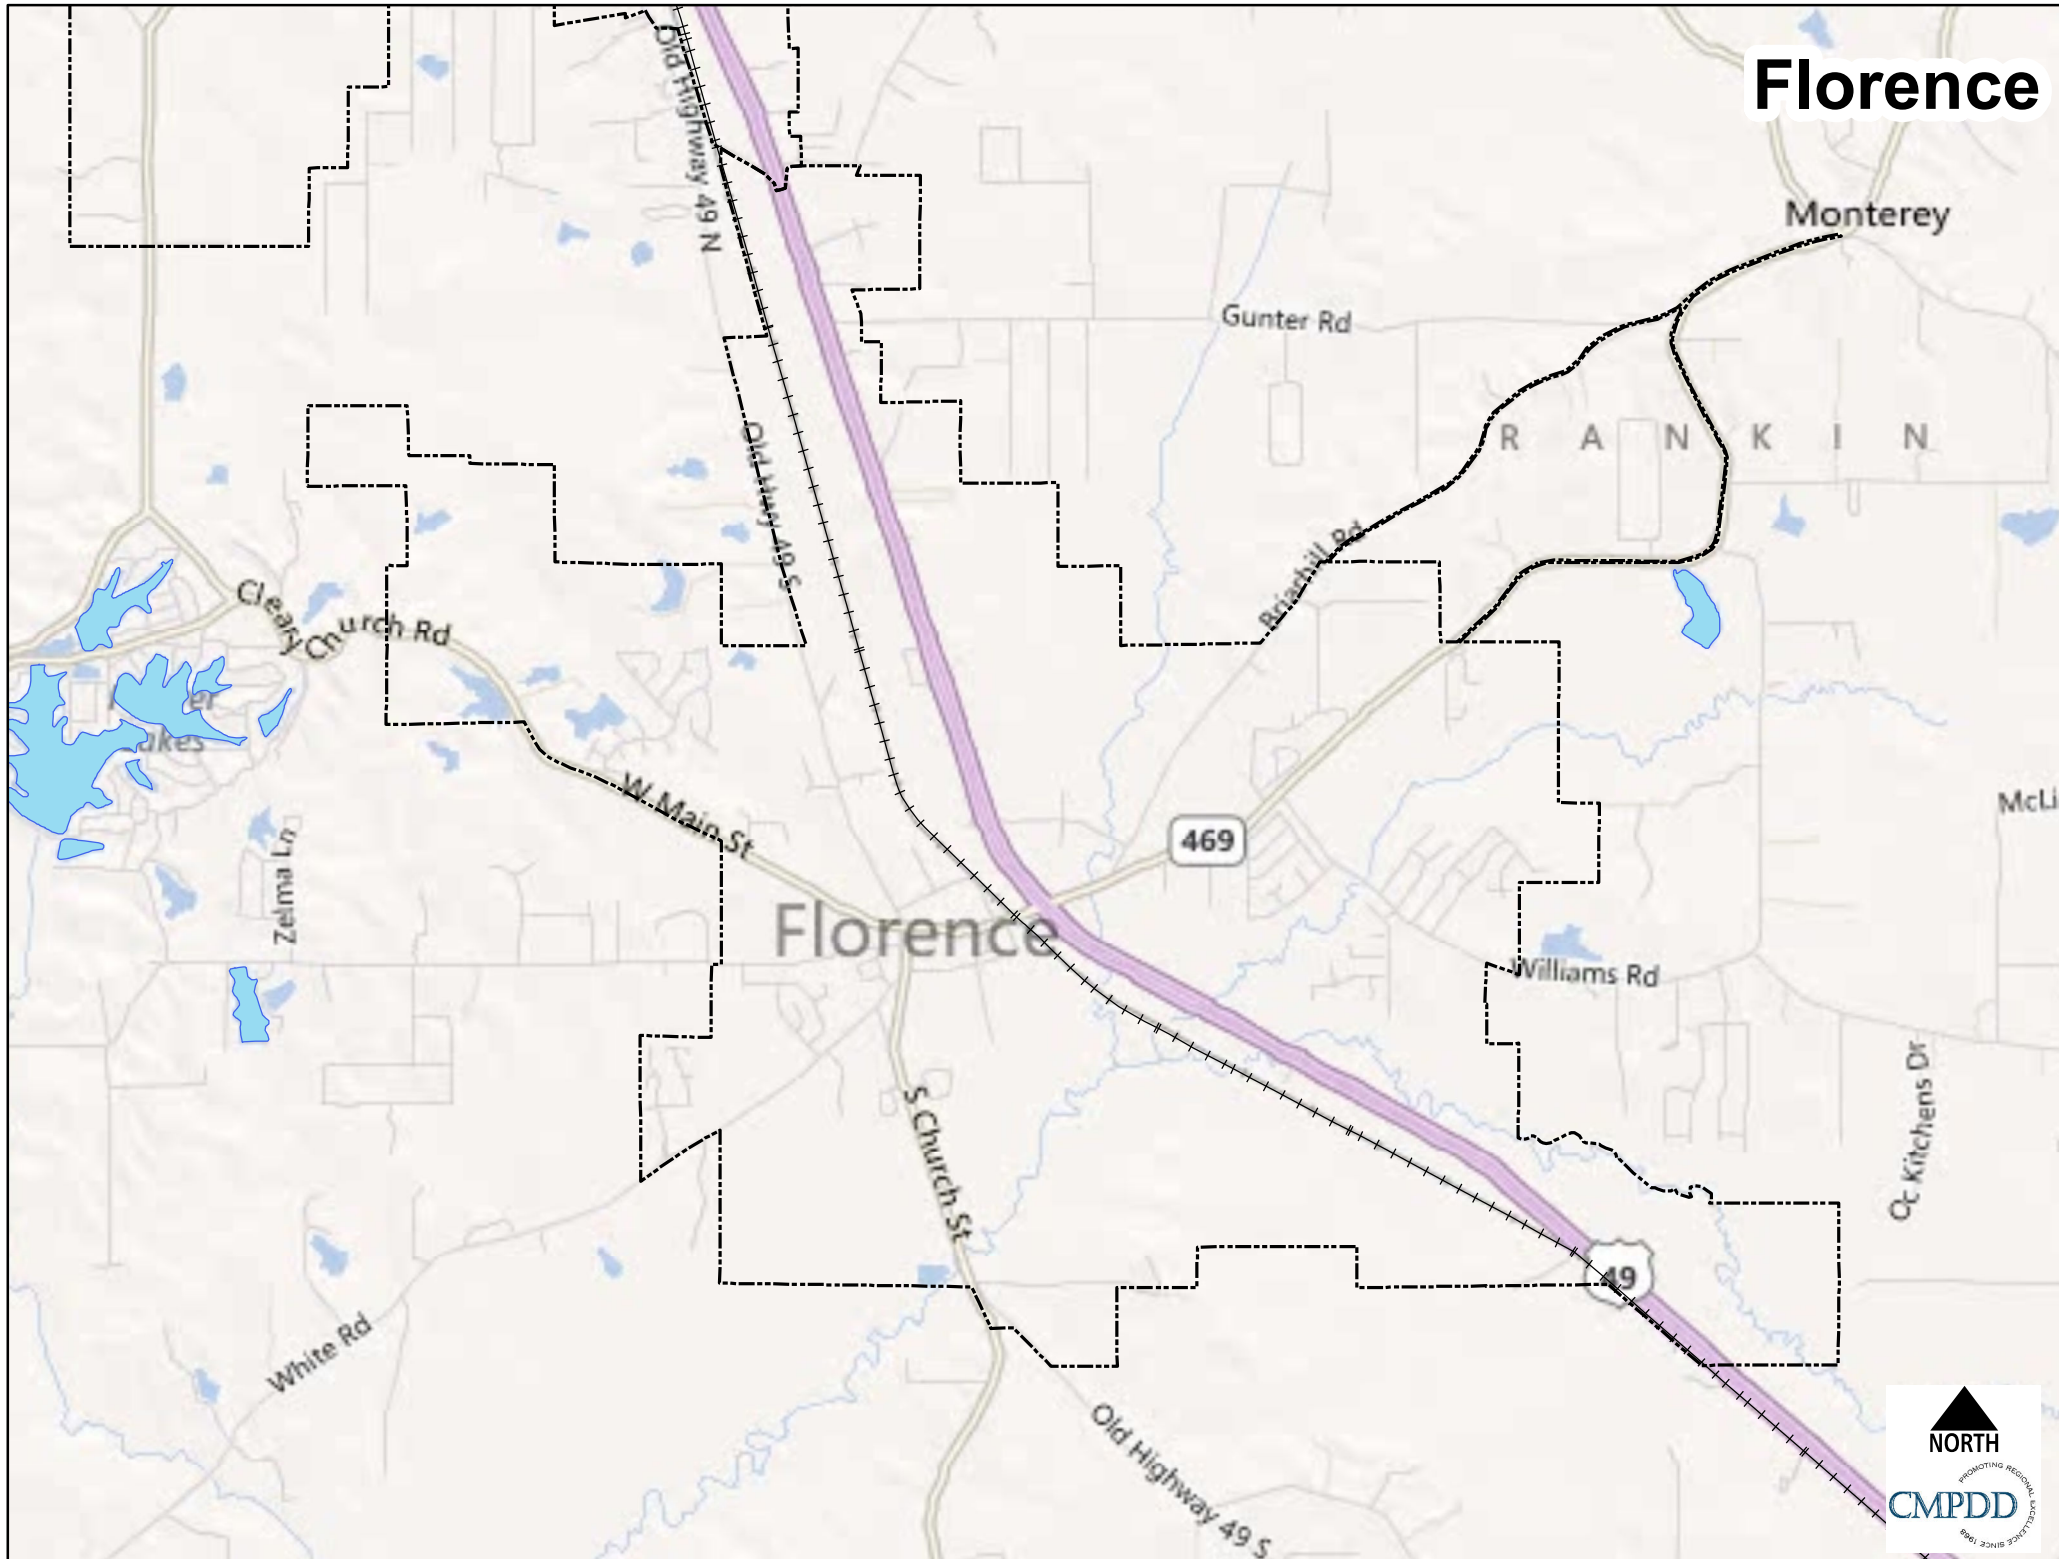 Florence
Old Highway 49 N
Monterey
Gunter Rd
R A N K I N
Old Hwy 49 S
Briarhill Rd
Cleary Church Rd
Lakes
W Main St
McLi
469
Zelma Ln
Florence
Williams Rd
Oc Kitchens Dr
S Church St
49
White Rd
Old Highway 49 S
NORTH
PROMOTING REGIONAL EXCELLENCE SINCE 1968
CMPDD